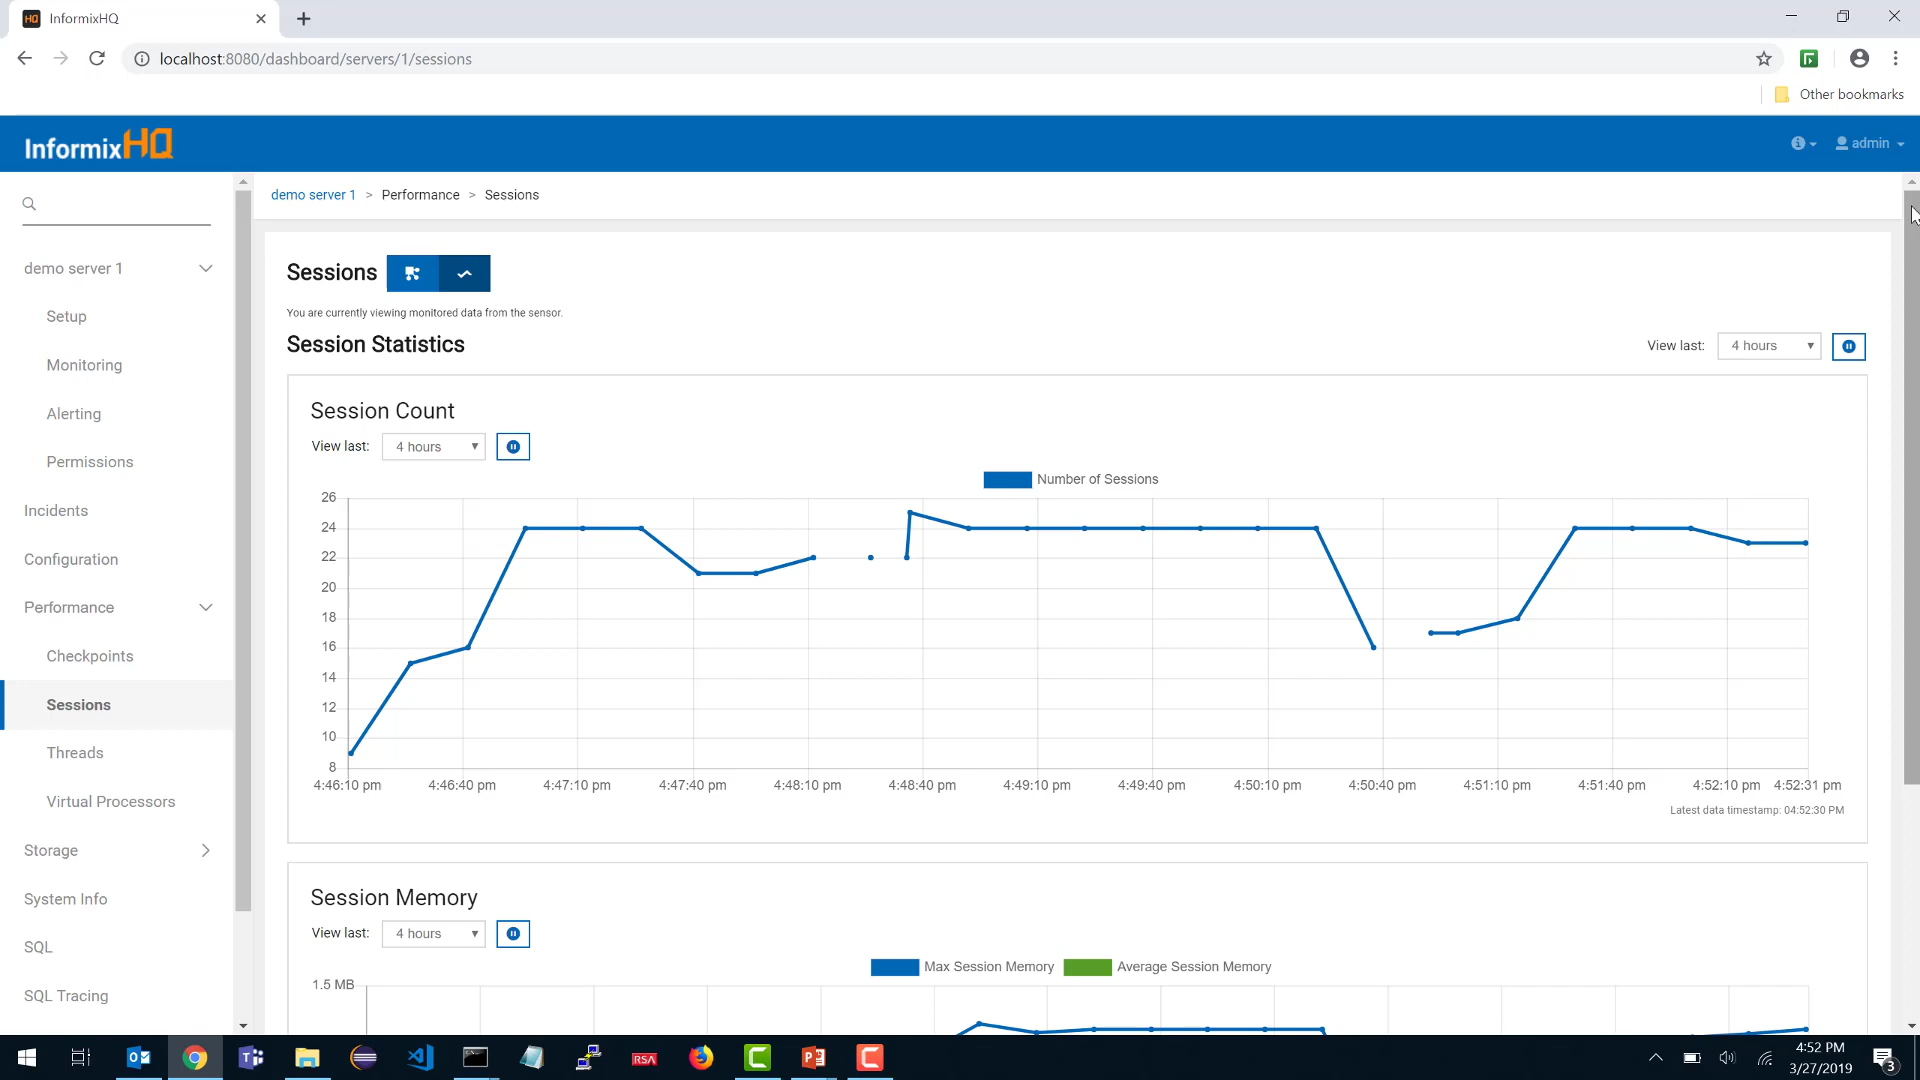 InformixHQ
localhost:8080/dashboard/servers/1/sessions
Other bookmarks
InformixHQ
admin
demo server 1 > Performance > Sessions
demo server 1
Setup
Monitoring
Alerting
Permissions
Incidents
Configuration
Performance
Checkpoints
Sessions
Threads
Virtual Processors
Storage
System Info
SQL
SQL Tracing
Sessions
You are currently viewing monitored data from the sensor.
Session Statistics
View last: 4 hours
Session Count
View last: 4 hours
Number of Sessions
26
24
22
20
18
16
14
12
10
8
4:46:10 pm 4:46:40 pm 4:47:10 pm 4:47:40 pm 4:48:10 pm 4:48:40 pm 4:49:10 pm 4:49:40 pm 4:50:10 pm 4:50:40 pm 4:51:10 pm 4:51:40 pm 4:52:10 pm 4:52:31 pm
Latest data timestamp: 04:52:30 PM
Session Memory
View last: 4 hours
Max Session Memory Average Session Memory
1.5 MB
RSA
4:52 PM
3/27/2019
3